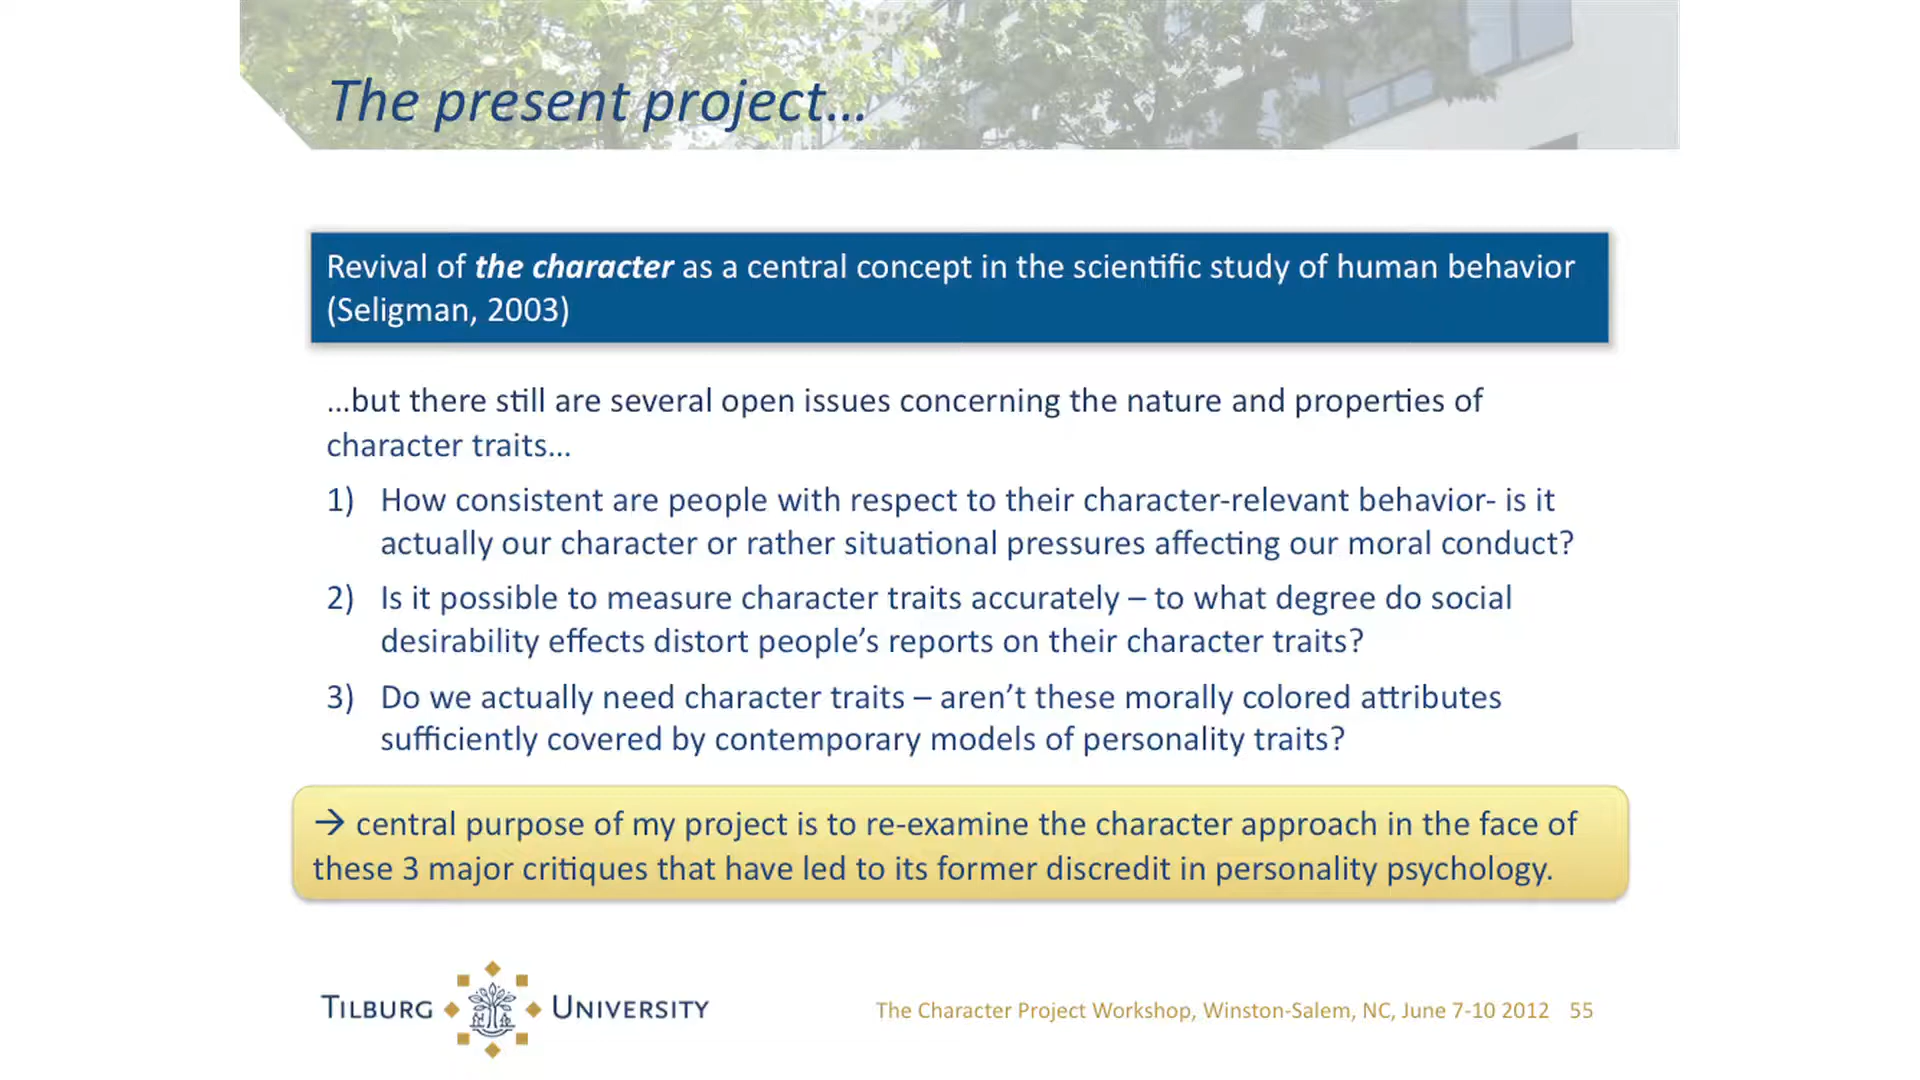 The present project...
Revival of the character as a central concept in the scientific study of human behavior
(Seligman, 2003)
...but there still are several open issues concerning the nature and properties of
character traits...
1) How consistent are people with respect to their character-relevant behavior- is it
actually our character or rather situational pressures affecting our moral conduct?
2) Is it possible to measure character traits accurately – to what degree do social
desirability effects distort people’s reports on their character traits?
3) Do we actually need character traits – aren’t these morally colored attributes
sufficiently covered by contemporary models of personality traits?
→ central purpose of my project is to re-examine the character approach in the face of
these 3 major critiques that have led to its former discredit in personality psychology.
TILBURG UNIVERSITY
The Character Project Workshop, Winston-Salem, NC, June 7-10 2012 55